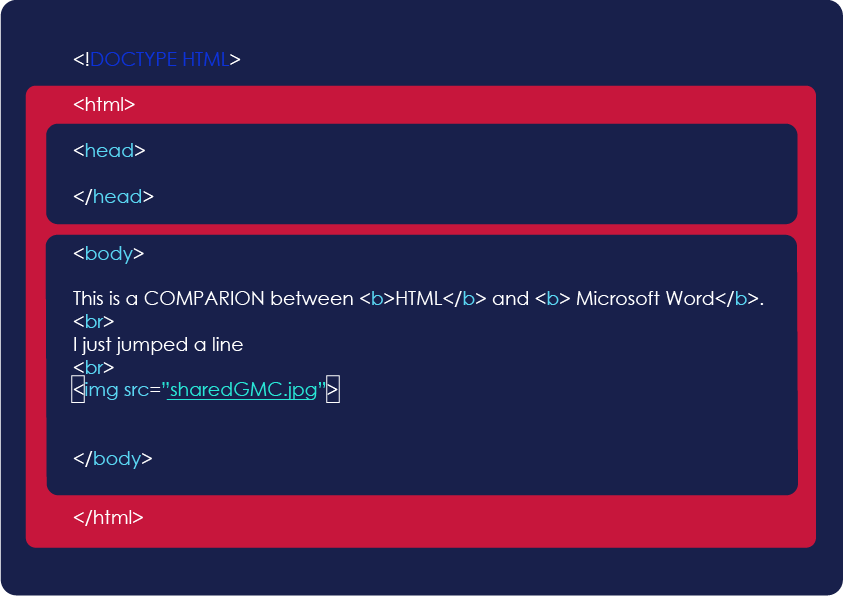 <!DOCTYPE HTML>
<html>
<head>
</head>
<body>
This is a COMPARION between <b>HTML</b> and <b> Microsoft Word</b>.
<br>
I just jumped a line
<br>
<img src=”sharedGMC.jpg”>
</body>
</html>